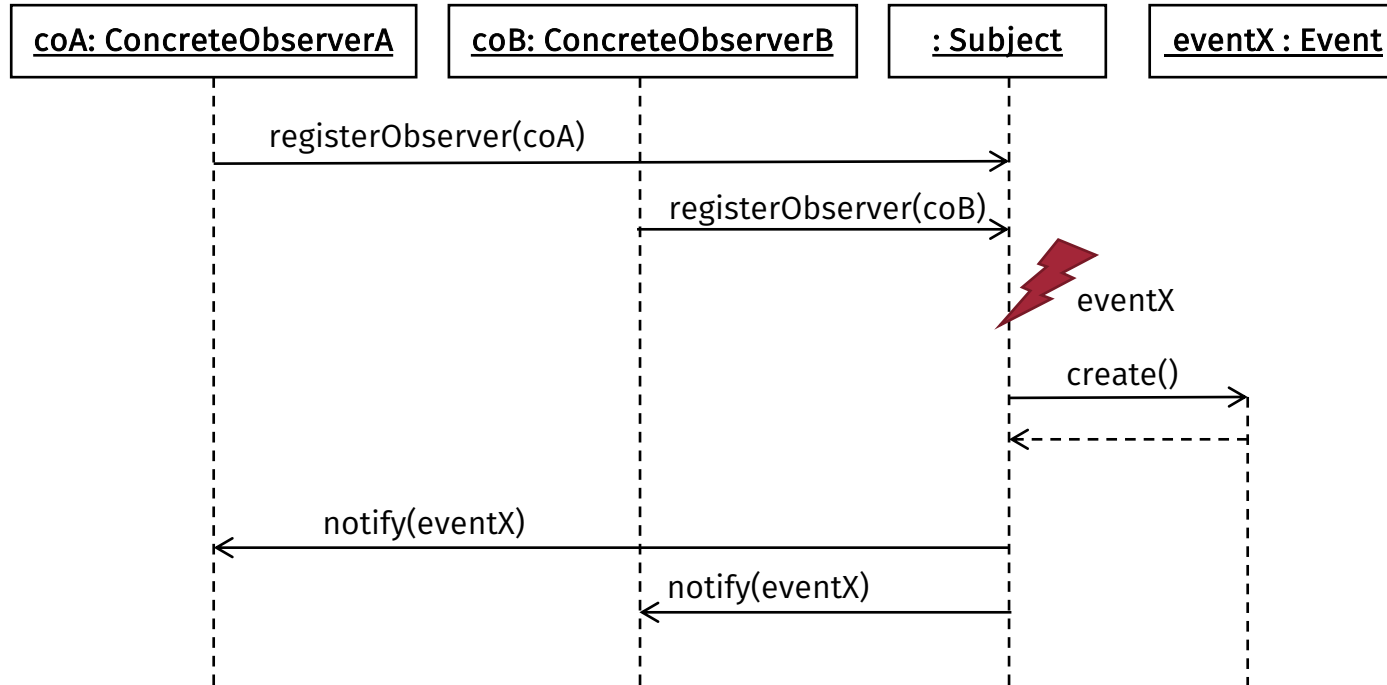 coA: ConcreteObserverA
coB: ConcreteObserverB
: Subject
eventX : Event
registerObserver(coA)
registerObserver(coB)
eventX
create()
notify(eventX)
notify(eventX)